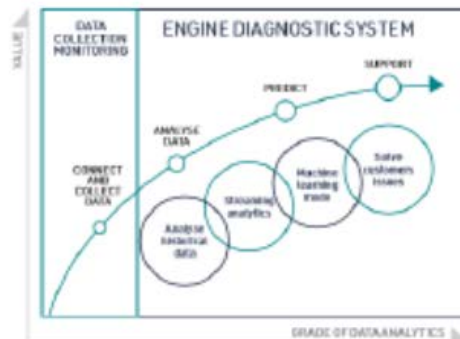 VALUE
DATA
COLLECTION
MONITORING
ENGINE DIAGNOSTIC SYSTEM
SUPPORT
PREDICT
ANALYSE
DATA
CONNECT
AND
COLLECT
DATA
Analyse
historical
data
Streaming
analytics
Machine
learning
mode
Solve
customers
issues
GRADE OF DATA ANALYTICS